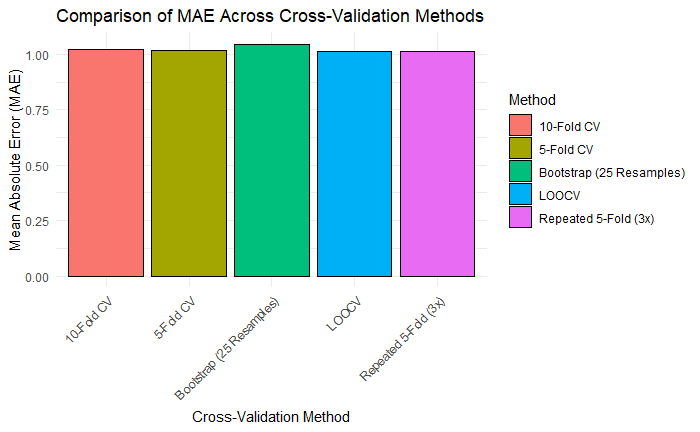 Comparison of MAE Across Cross-Validation Methods
Mean Absolute Error (MAE)
1.00
0.75
0.50
0.25
0.00
10-Fold CV
5-Fold CV
Bootstrap (25 Resamples)
LOOCV
Repeated 5-Fold (3x)
Cross-Validation Method
Method
10-Fold CV
5-Fold CV
Bootstrap (25 Resamples)
LOOCV
Repeated 5-Fold (3x)